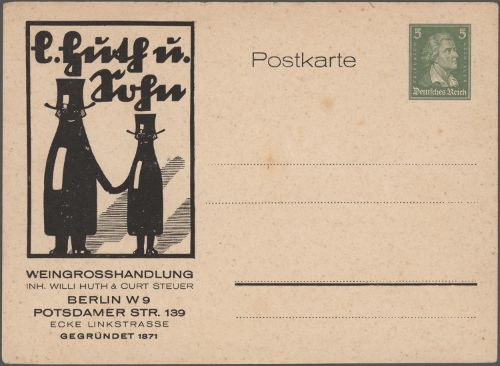 C. Huth u.
Sohn
WEINGROSSHANDLUNG
INH. WILLI HUTH & CURT STEUER
BERLIN W 9
POTSDAMER STR. 139
ECKE LINKSTRASSE
GEGRÜNDET 1871
Postkarte
5 5
Deutsches Reich